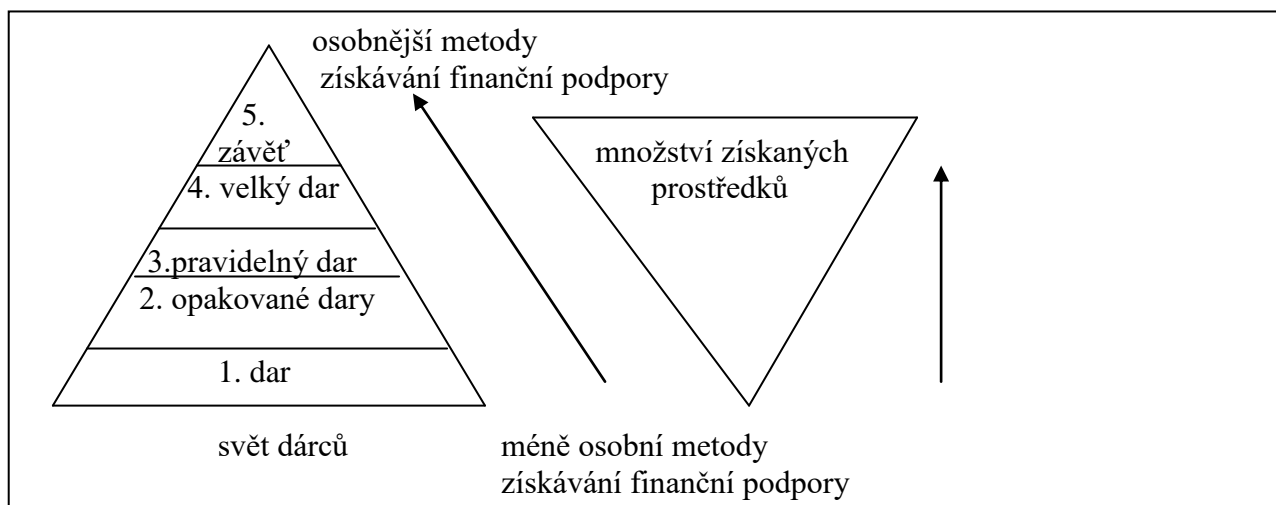 osobnější metody
získávání finanční podpory
5.
závěť
4. velký dar
3.pravidelný dar
2. opakované dary
1. dar
množství získaných
prostředků
svět dárců
méně osobní metody
získávání finanční podpory